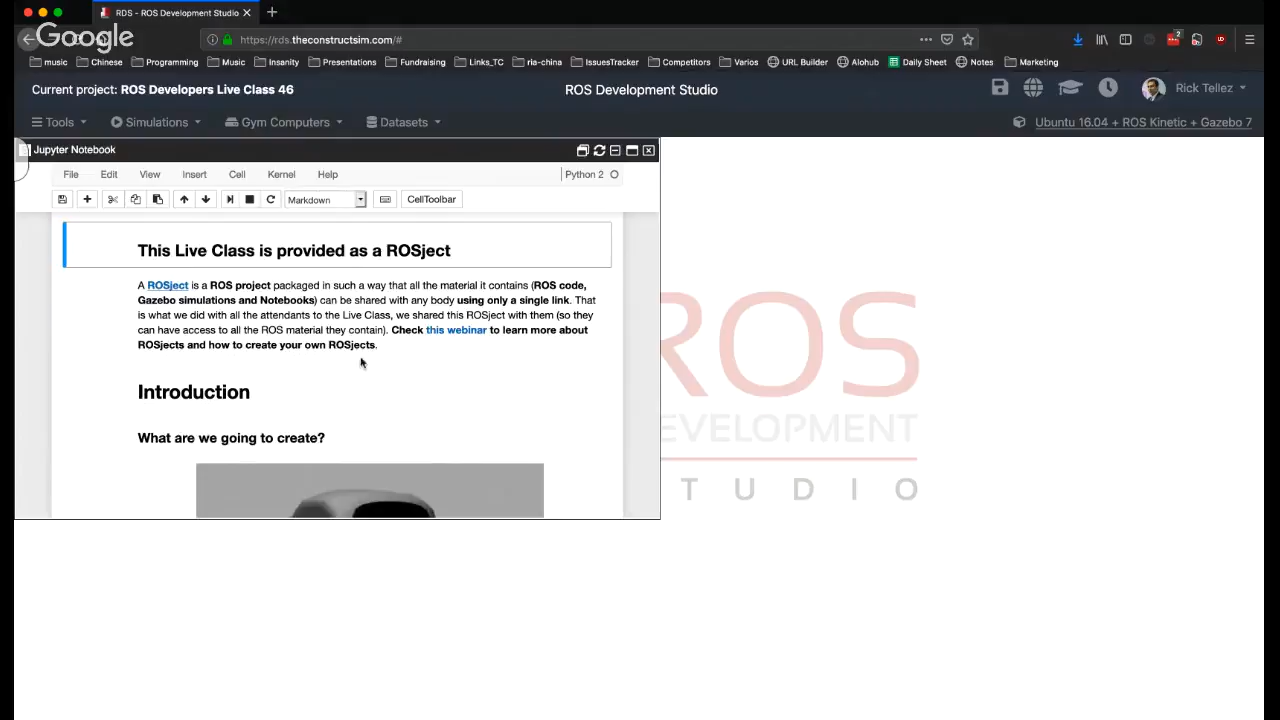 RDS - ROS Development Studio
Google
https://rds.theconstructsim.com/#
2
music Chinese Programming Music Insanity Presentations Fundraising Links_TC ria-china IssuesTracker Competitors Varios URL Builder Alohub Daily Sheet Notes Marketing
Current project: ROS Developers Live Class 46 ROS Development Studio Rick Tellez
Tools Simulations Gym Computers Datasets Ubuntu 16.04 + ROS Kinetic + Gazebo 7
Jupyter Notebook
File Edit View Insert Cell Kernel Help Python 2
Markdown CellToolbar
This Live Class is provided as a ROSject
A ROSject is a ROS project packaged in such a way that all the material it contains (ROS code,
Gazebo simulations and Notebooks) can be shared with any body using only a single link. That
is what we did with all the attendants to the Live Class, we shared this ROSject with them (so they
can have access to all the ROS material they contain). Check this webinar to learn more about
ROSjects and how to create your own ROSjects.
Introduction
What are we going to create?
ROS
EVELOPMENT
TUDIO